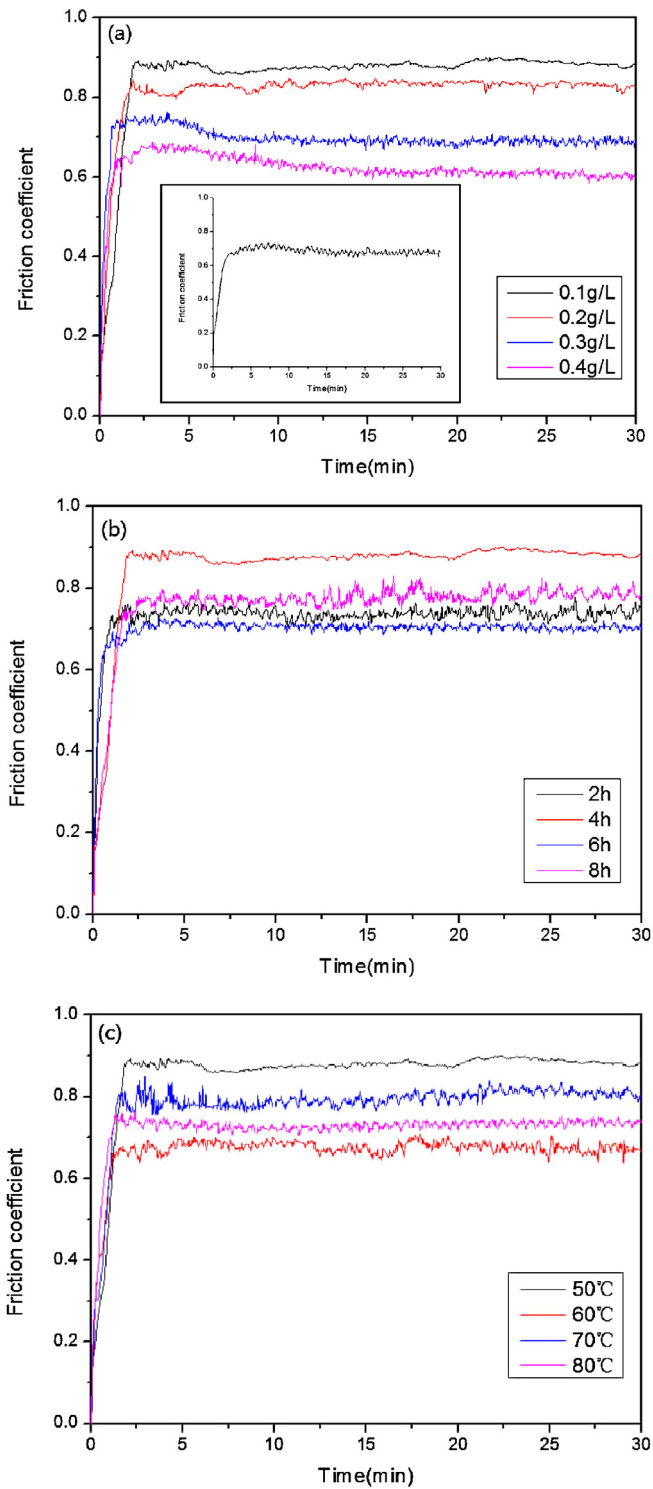 (a)
1.0
0.8
0.6
0.4
0.2
0.0
Friction coefficient
0 5 10 15 20 25 30
Time(min)
1.0
0.8
0.6
0.4
0.2
0.0
Friction coefficient
0 5 10 15 20 25 30
Time(min)
0.1g/L
0.2g/L
0.3g/L
0.4g/L
(b)
1.0
0.8
0.6
0.4
0.2
0.0
Friction coefficient
0 5 10 15 20 25 30
Time(min)
2h
4h
6h
8h
(c)
1.0
0.8
0.6
0.4
0.2
0.0
Friction coefficient
0 5 10 15 20 25 30
Time(min)
50℃
60℃
70℃
80℃